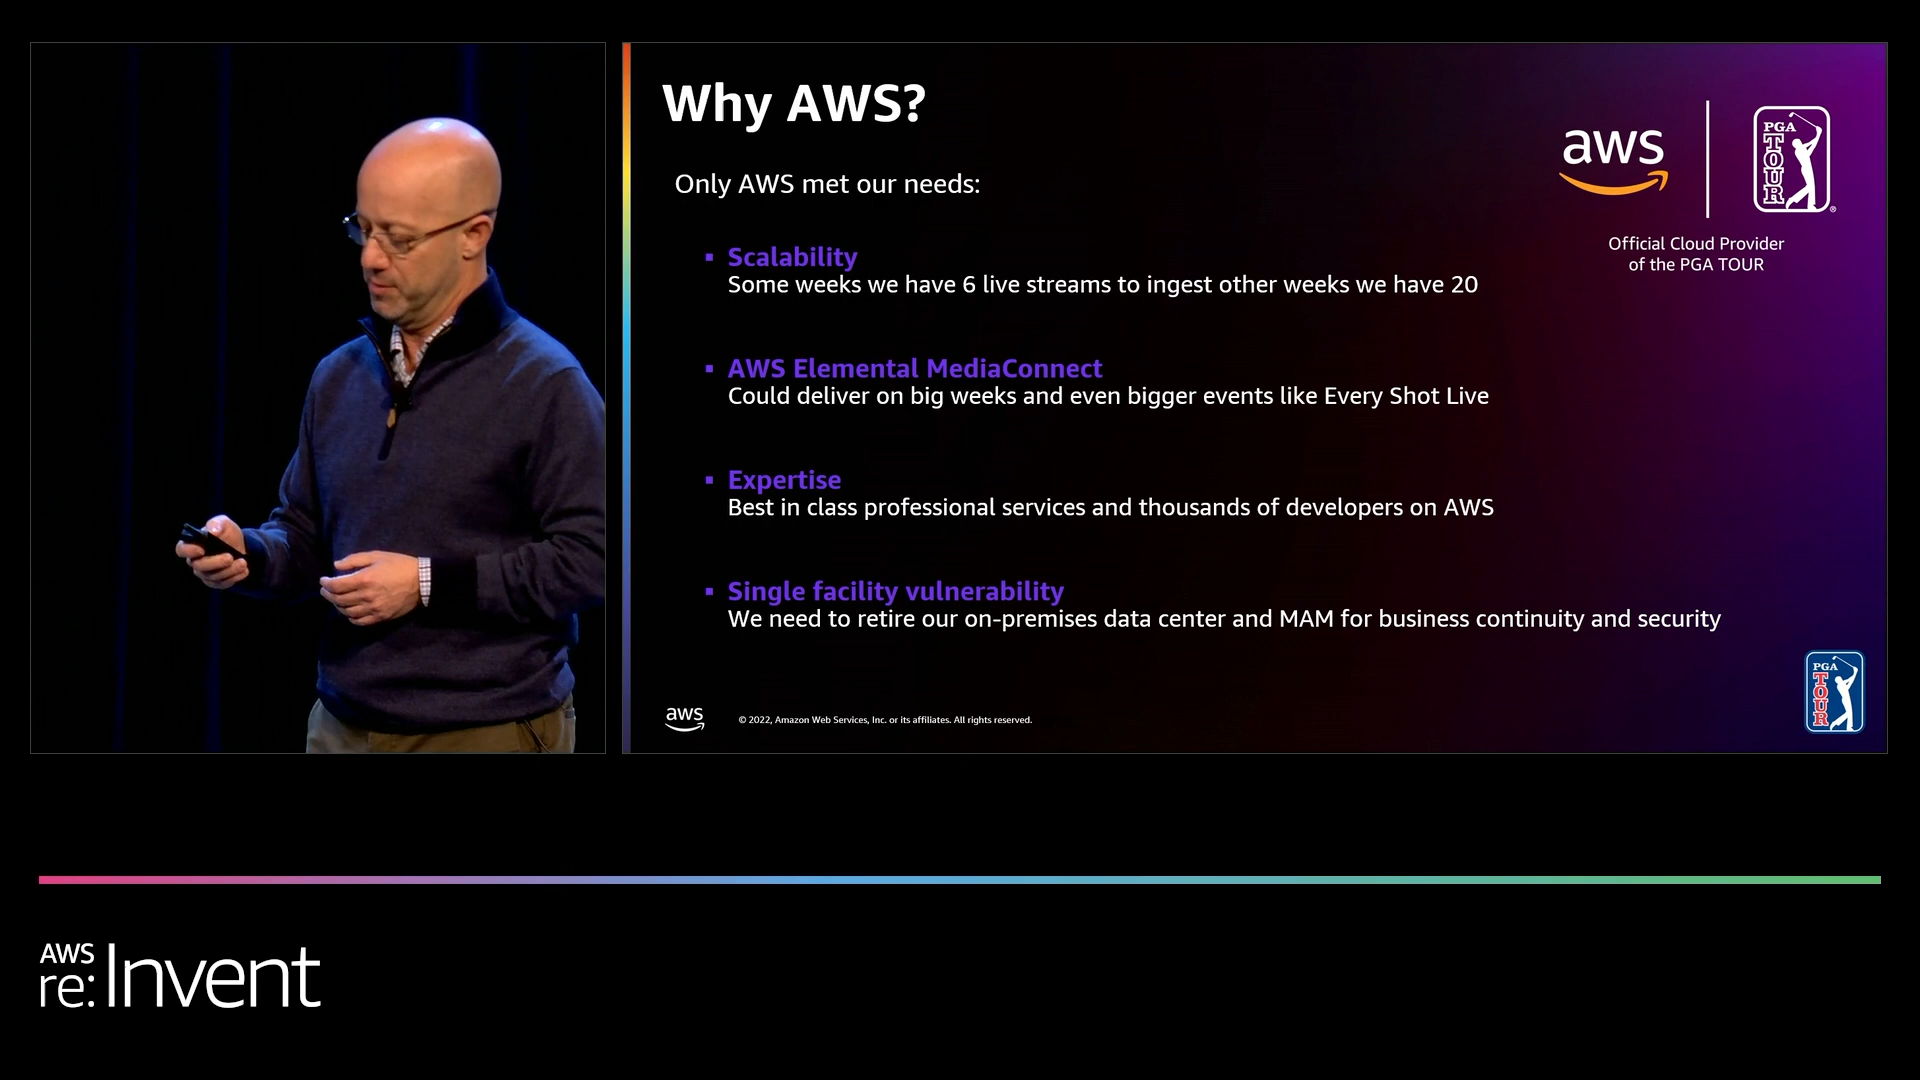 Why AWS?
Only AWS met our needs:
▪ Scalability
Some weeks we have 6 live streams to ingest other weeks we have 20
▪ AWS Elemental MediaConnect
Could deliver on big weeks and even bigger events like Every Shot Live
▪ Expertise
Best in class professional services and thousands of developers on AWS
▪ Single facility vulnerability
We need to retire our on-premises data center and MAM for business continuity and security
aws
PGA
TOUR
®
Official Cloud Provider
of the PGA TOUR
aws
© 2022, Amazon Web Services, Inc. or its affiliates. All rights reserved.
PGA
TOUR
AWS
re:Invent